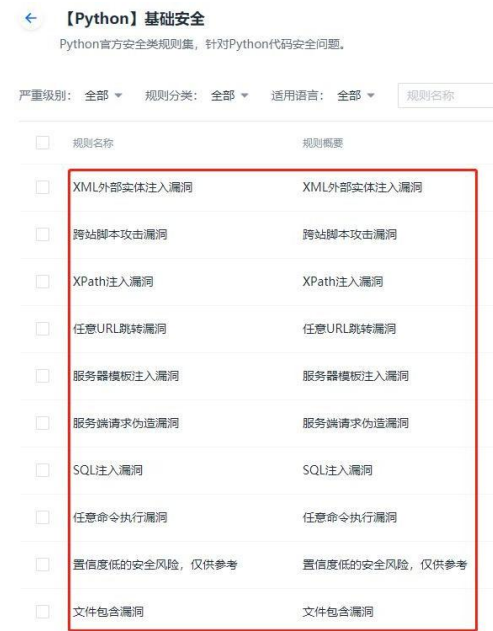 【Python】基础安全
Python官方安全类规则集，针对Python代码安全问题。
严重级别： 全部 规则分类： 全部 适用语言： 全部 规则名称
规则名称 规则概要
XML外部实体注入漏洞 XML外部实体注入漏洞
跨站脚本攻击漏洞 跨站脚本攻击漏洞
XPath注入漏洞 XPath注入漏洞
任意URL跳转漏洞 任意URL跳转漏洞
服务器模板注入漏洞 服务器模板注入漏洞
服务端请求伪造漏洞 服务端请求伪造漏洞
SQL注入漏洞 SQL注入漏洞
任意命令执行漏洞 任意命令执行漏洞
置信度低的安全风险，仅供参考 置信度低的安全风险，仅供参考
文件包含漏洞 文件包含漏洞